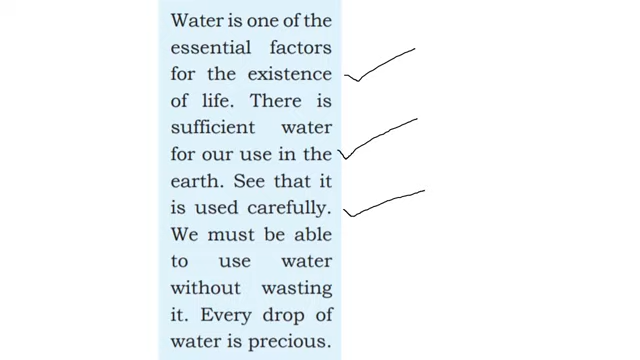 Water is one of the
essential factors
for the existence
of life. There is
sufficient water
for our use in the
earth. See that it
is used carefully.
We must be able
to use water
without wasting
it. Every drop of
water is precious.